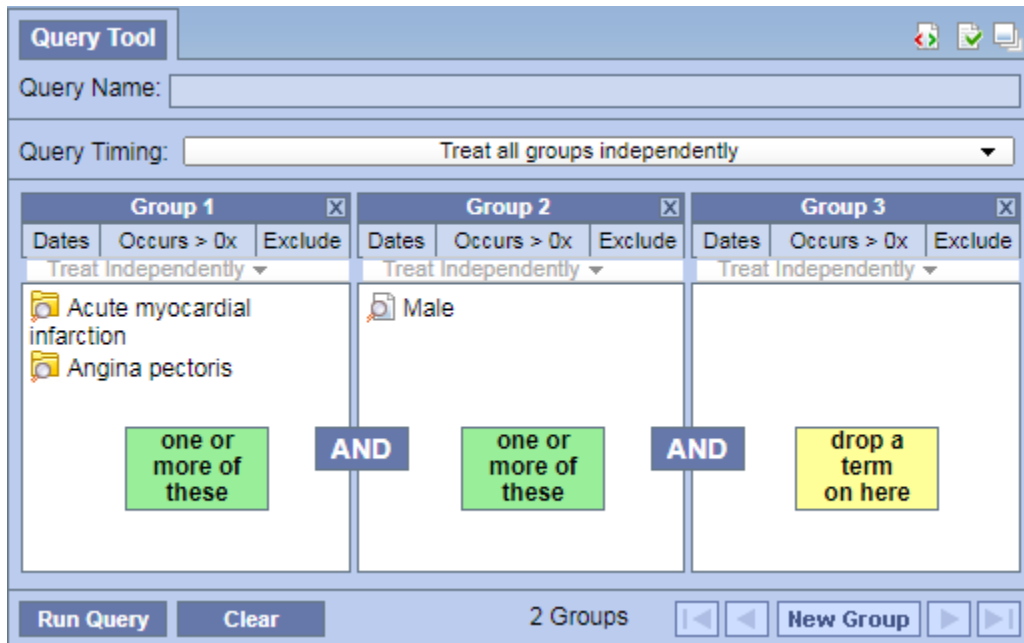 Query Tool
Query Name:
Query Timing: Treat all groups independently
Group 1 X Group 2 X Group 3 X
Dates Occurs > 0x Exclude Dates Occurs > 0x Exclude Dates Occurs > 0x Exclude
Treat Independently Treat Independently Treat Independently
Acute myocardial
infarction
Angina pectoris
Male
one or
more of
these
AND
one or
more of
these
AND
drop a
term
on here
Run Query Clear 2 Groups New Group